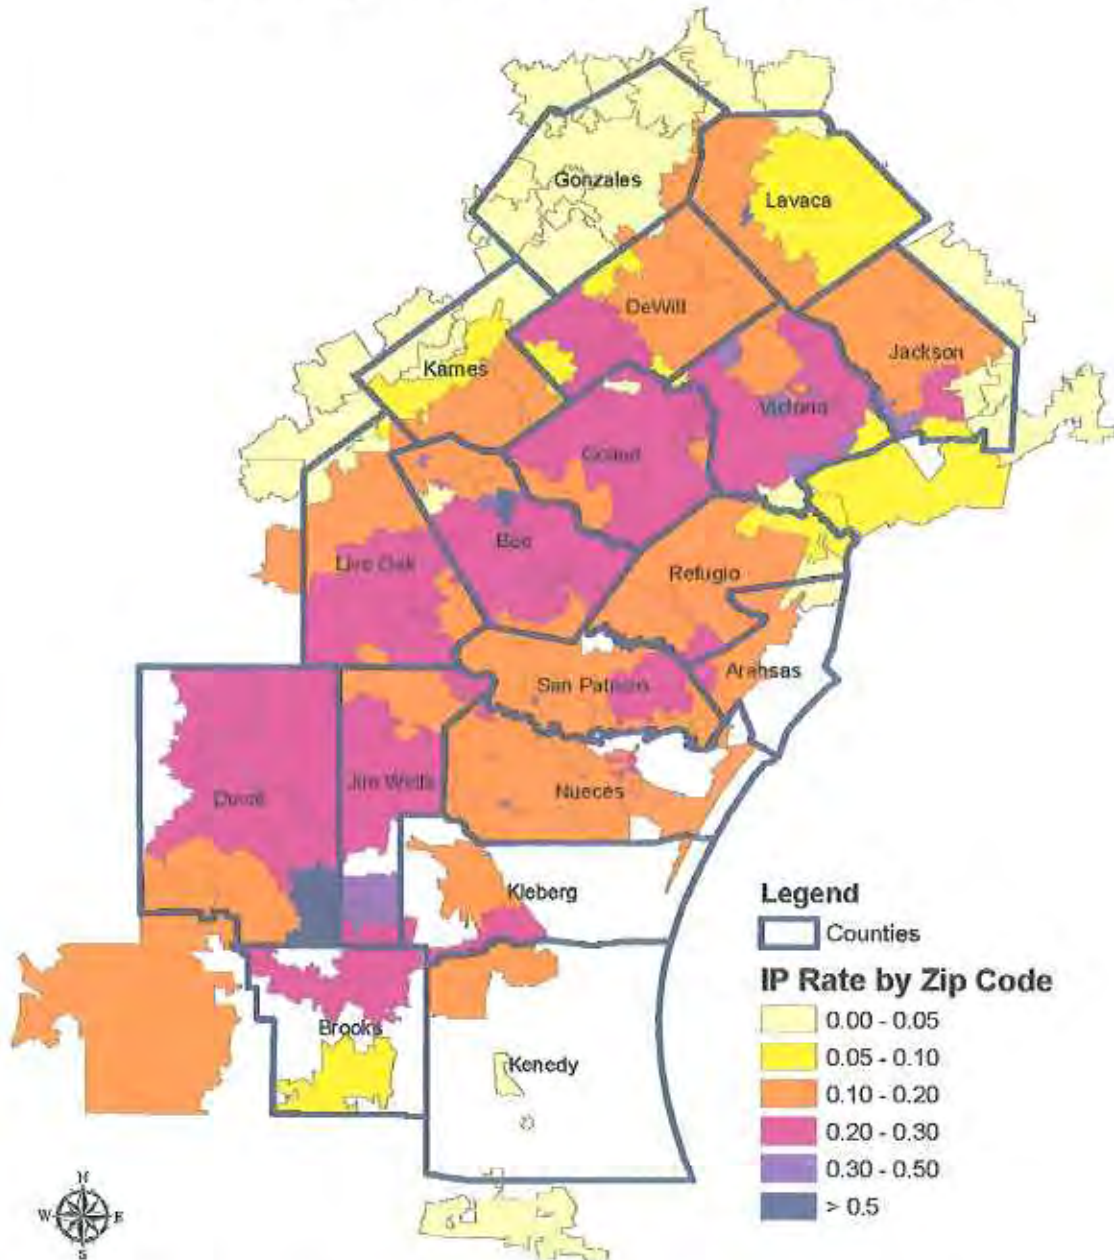 Gonzales
Lavaca
DeWitt
Jackson
Karnes
Victoria
Goliad
Bee
Live Oak
Refugio
Aransas
San Patricio
Jim Wells
Duval
Nueces
Kleberg
Brooks
Kenedy
Legend
Counties
IP Rate by Zip Code
0.00 - 0.05
0.05 - 0.10
0.10 - 0.20
0.20 - 0.30
0.30 - 0.50
> 0.5
N
W E
S